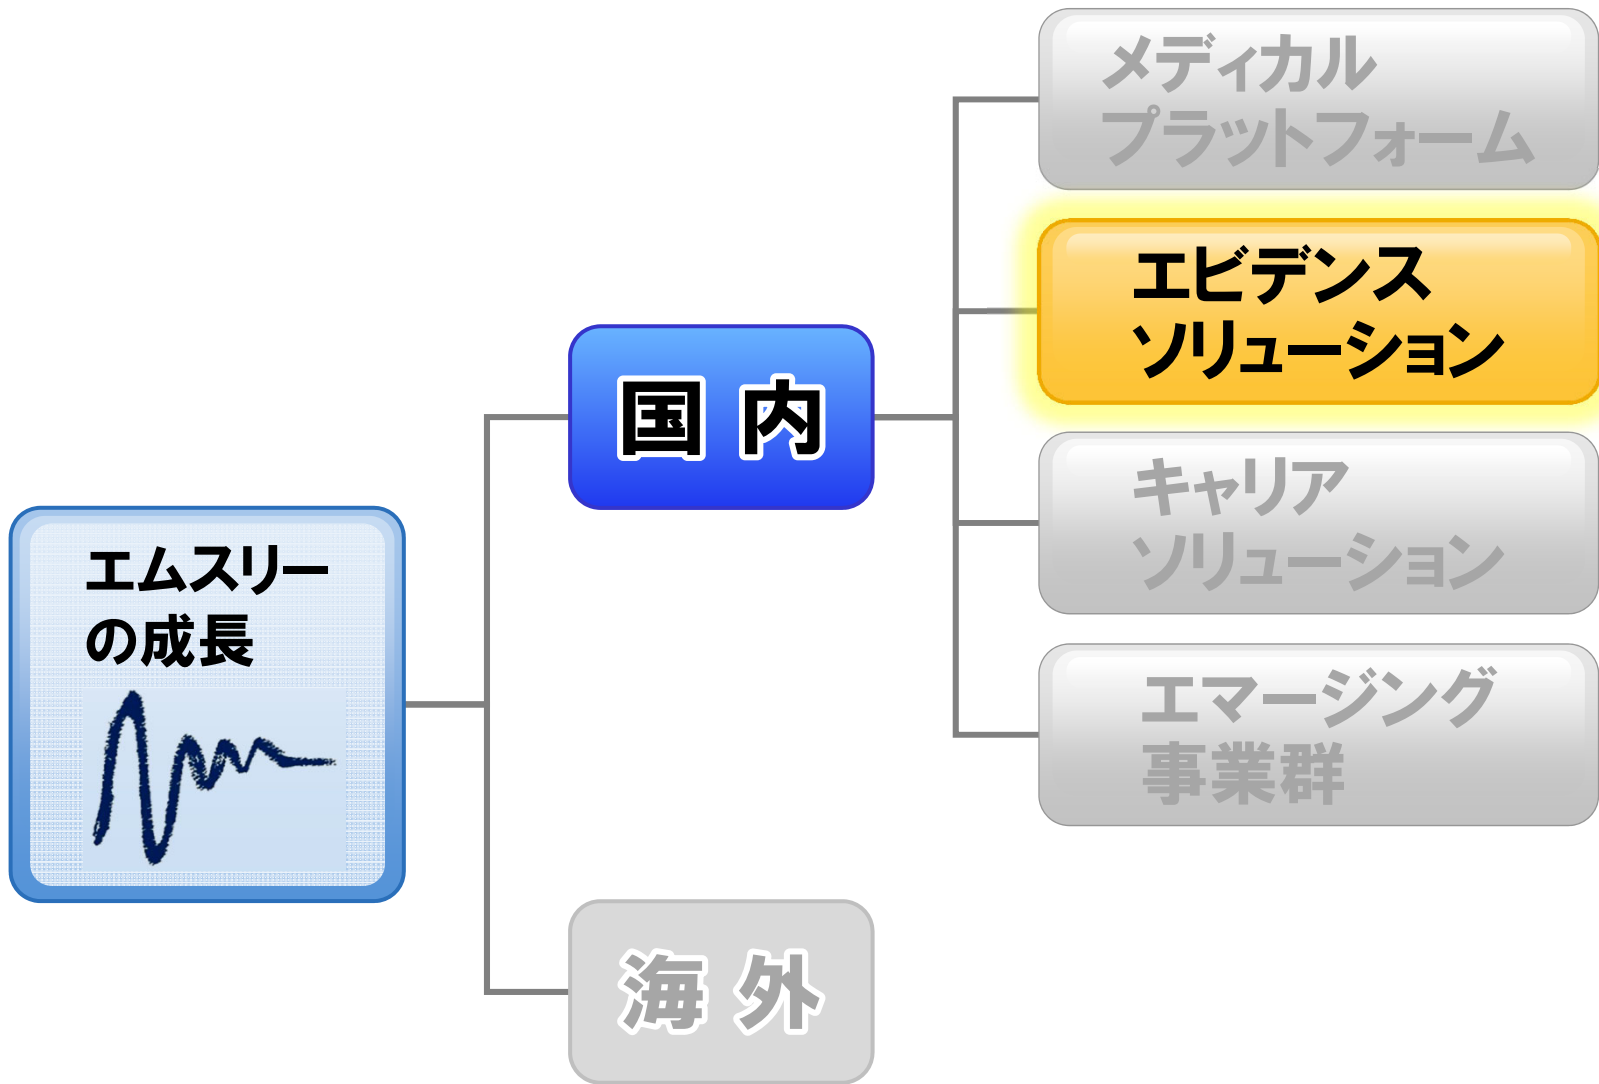 メディカル
プラットフォーム
エビデンス
ソリューション
国内
キャリア
ソリューション
エムスリー
の成長
エマージング
事業群
海外